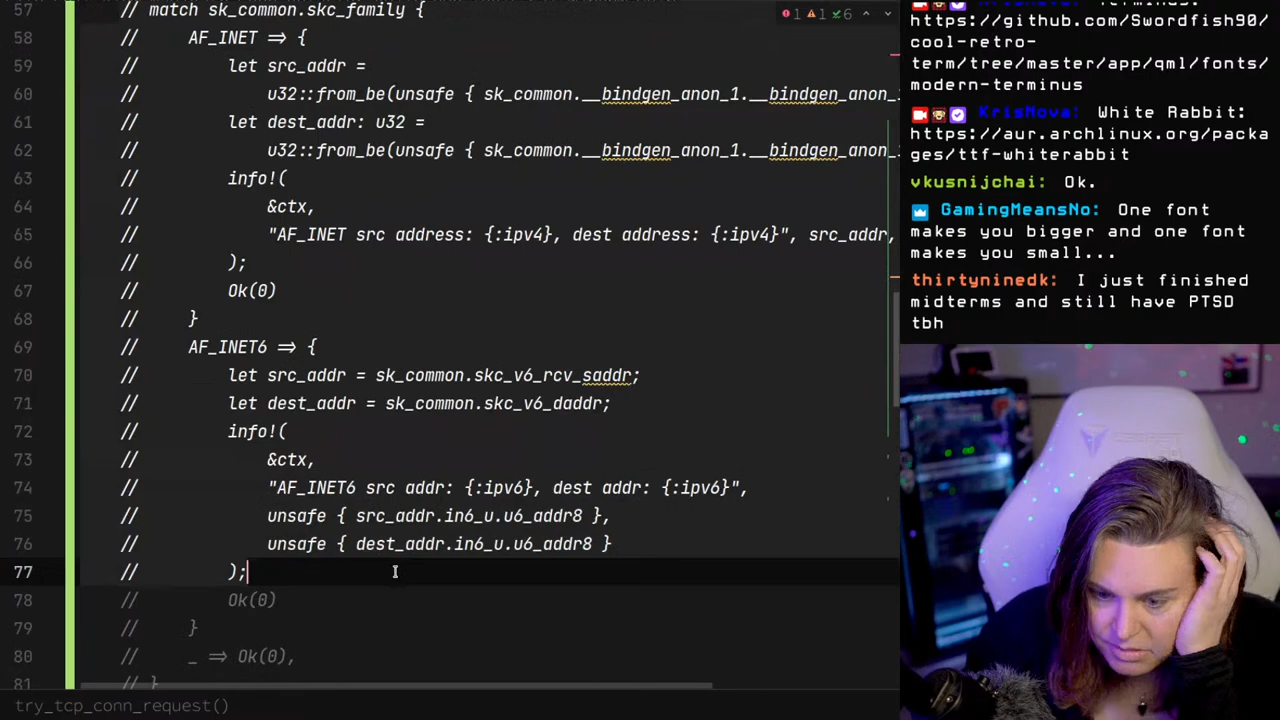 57 // match sk_common.skc_family {
58 // AF_INET => {
59 // let src_addr =
60 // u32::from_be(unsafe { sk_common.__bindgen_anon_1.__bindgen_anon_1
61 // let dest_addr: u32 =
62 // u32::from_be(unsafe { sk_common.__bindgen_anon_1.__bindgen_anon_1
63 // info!(
64 // &ctx,
65 // "AF_INET src address: {:ipv4}, dest address: {:ipv4}", src_addr,
66 // );
67 // Ok(0)
68 // }
69 // AF_INET6 => {
70 // let src_addr = sk_common.skc_v6_rcv_saddr;
71 // let dest_addr = sk_common.skc_v6_daddr;
72 // info!(
73 // &ctx,
74 // "AF_INET6 src addr: {:ipv6}, dest addr: {:ipv6}",
75 // unsafe { src_addr.in6_u.u6_addr8 },
76 // unsafe { dest_addr.in6_u.u6_addr8 }
77 // );
78 // Ok(0)
79 // }
80 // _ => Ok(0),
81 // }
try_tcp_conn_request()
1 1 6
https://github.com/Swordfish90/
cool-retro-
term/tree/master/app/qml/fonts/
modern-terminus
KrisNova: White Rabbit:
https://aur.archlinux.org/packa
ges/ttf-whiterabbit
vkusnijchai: Ok.
GamingMeansNo: One font
makes you bigger and one font
makes you small...
thirtyninedk: I just finished
midterms and still have PTSD
tbh